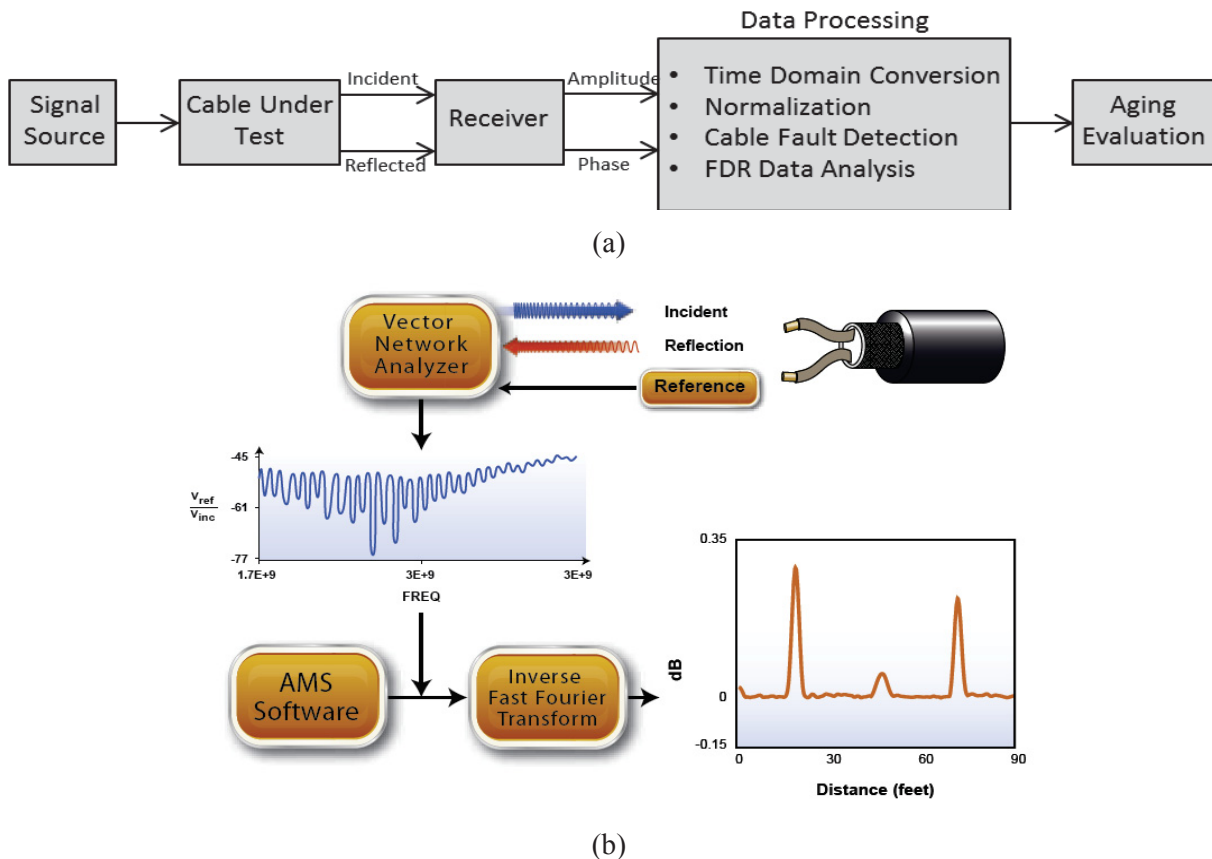 Data Processing
Signal
Source
Cable Under
Test
Incident
Reflected
Receiver
Amplitude
Phase
• Time Domain Conversion
• Normalization
• Cable Fault Detection
• FDR Data Analysis
Aging
Evaluation
(a)
Vector
Network
Analyzer
Incident
Reflection
Reference
-45
-61
-77
V_ref
V_inc
1.7E+9
3E+9
3E+9
FREQ
AMS
Software
Inverse
Fast Fourier
Transform
dB
0.35
0
-0.15
0
30
60
90
Distance (feet)
(b)